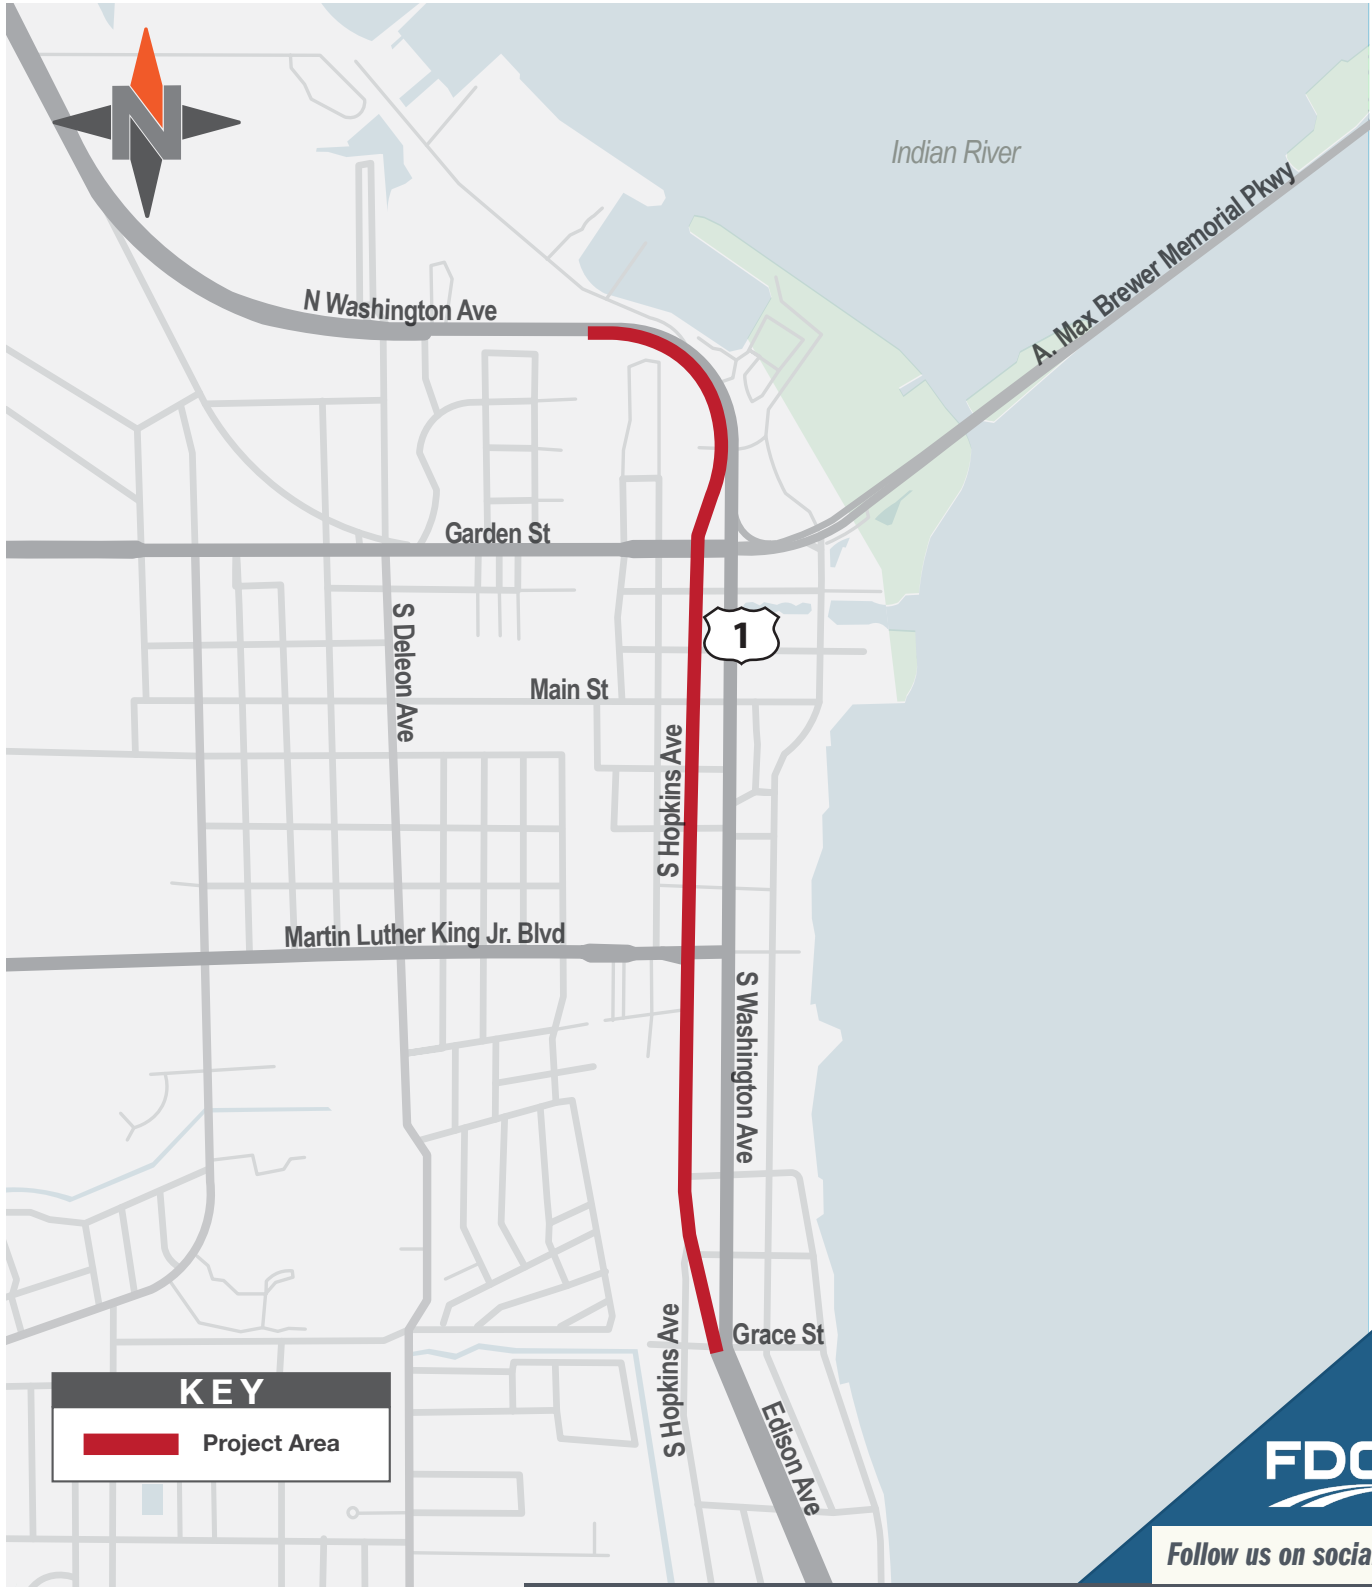 N
Indian River
A. Max Brewer Memorial Pkwy
N Washington Ave
Garden St
S Deleon Ave
1
Main St
S Hopkins Ave
Martin Luther King Jr. Blvd
S Washington Ave
S Hopkins Ave
Grace St
Edison Ave
KEY
Project Area
FDO
Follow us on socia